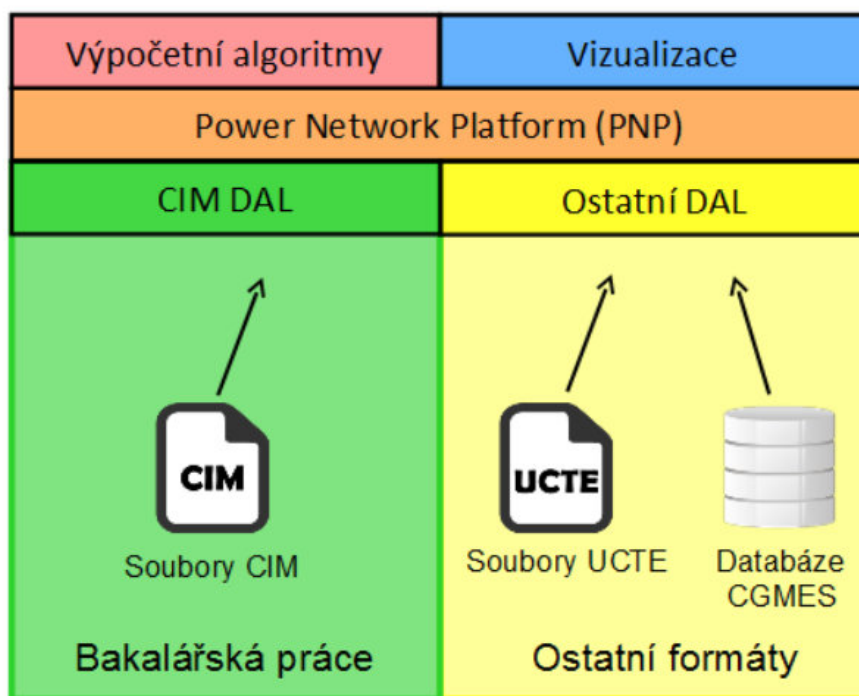 Výpočetní algoritmy
Vizualizace
Power Network Platform (PNP)
CIM DAL
Ostatní DAL
CIM
UCTE
Soubory CIM
Soubory UCTE
Databáze
CGMES
Bakalářská práce
Ostatní formáty